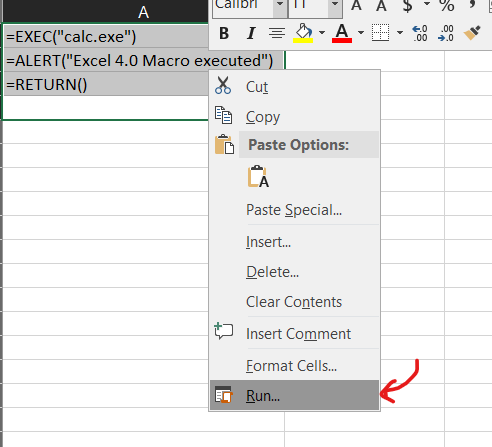 A
Calibri 11 A A $ % 9
B I A .00 .0
=EXEC("calc.exe")
=ALERT("Excel 4.0 Macro executed")
=RETURN()
Cut
Copy
Paste Options:
A
Paste Special...
Insert...
Delete...
Clear Contents
Insert Comment
Format Cells...
Run...